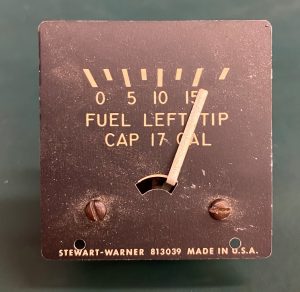 0 5 10 15
FUEL LEFT TIP
CAP 17 GAL
STEWART-WARNER 813039 MADE IN U.S.A.